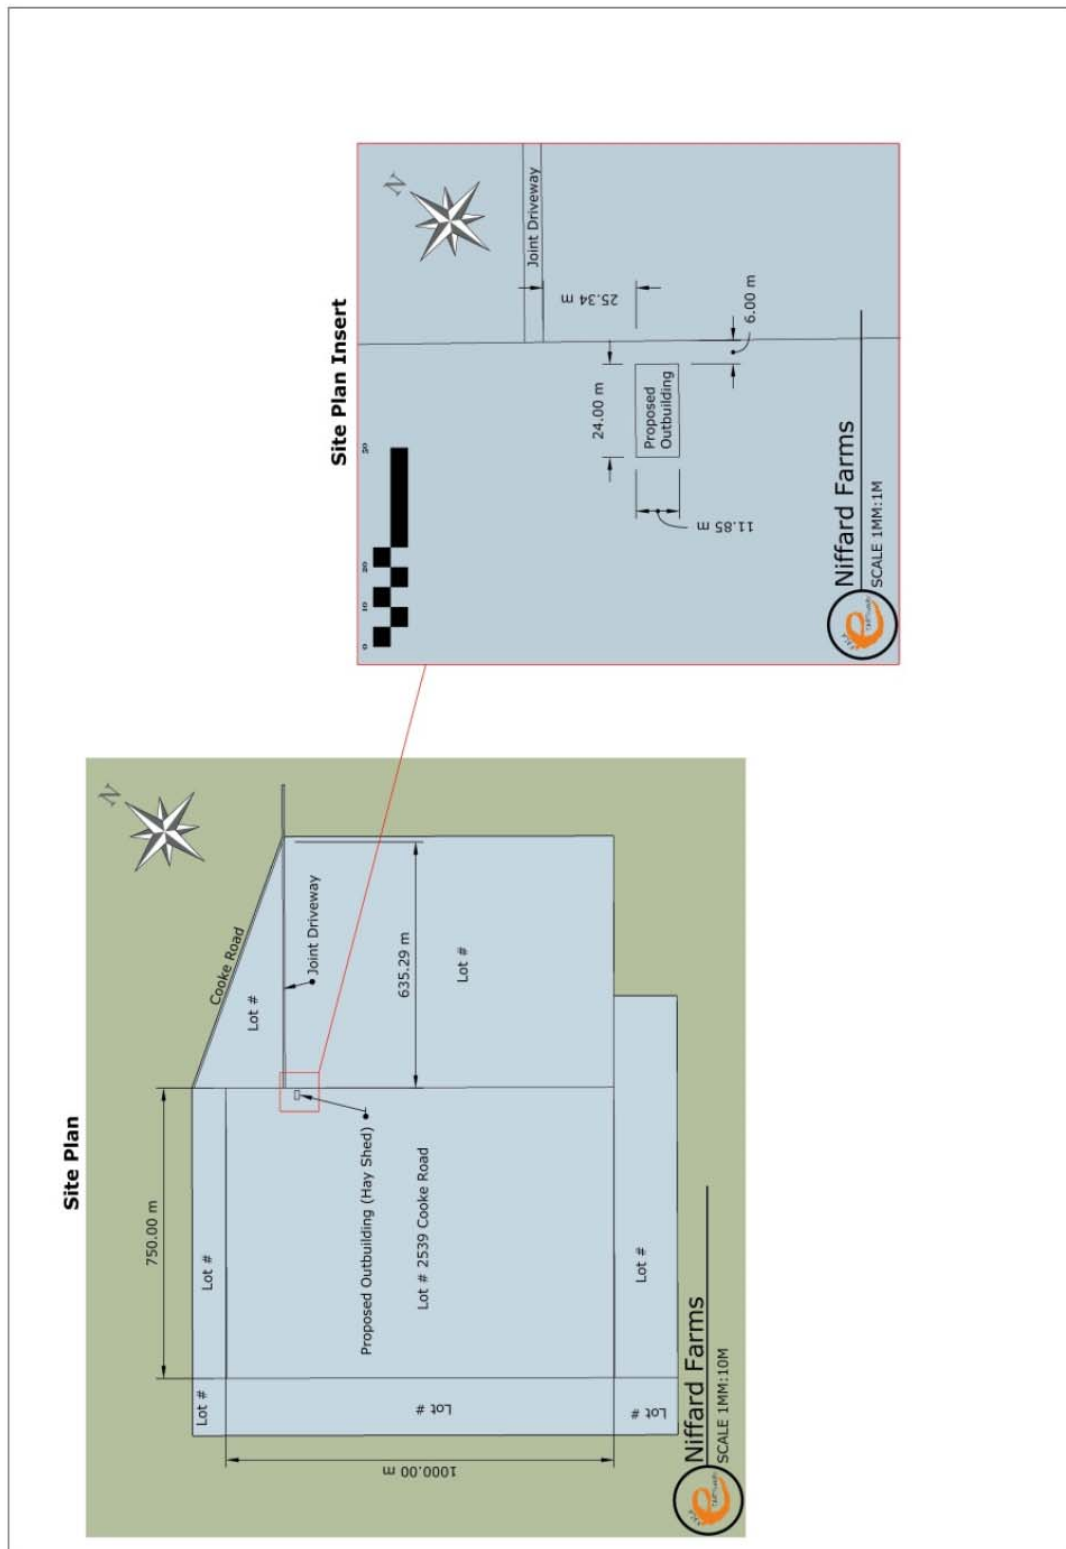 Site Plan
N
750.00 m
Cooke Road
Lot #
Lot #
Lot #
Joint Driveway
635.29 m
Lot #
Proposed Outbuilding (Hay Shed)
Lot # 2539 Cooke Road
Lot #
Lot #
Lot #
1000.00 m
Niffard Farms
SCALE 1MM:10M
Site Plan Insert
0
10
20
50
N
Joint Driveway
25.34 m
24.00 m
6.00 m
Proposed
Outbuilding
11.85 m
Niffard Farms
SCALE 1MM:1M